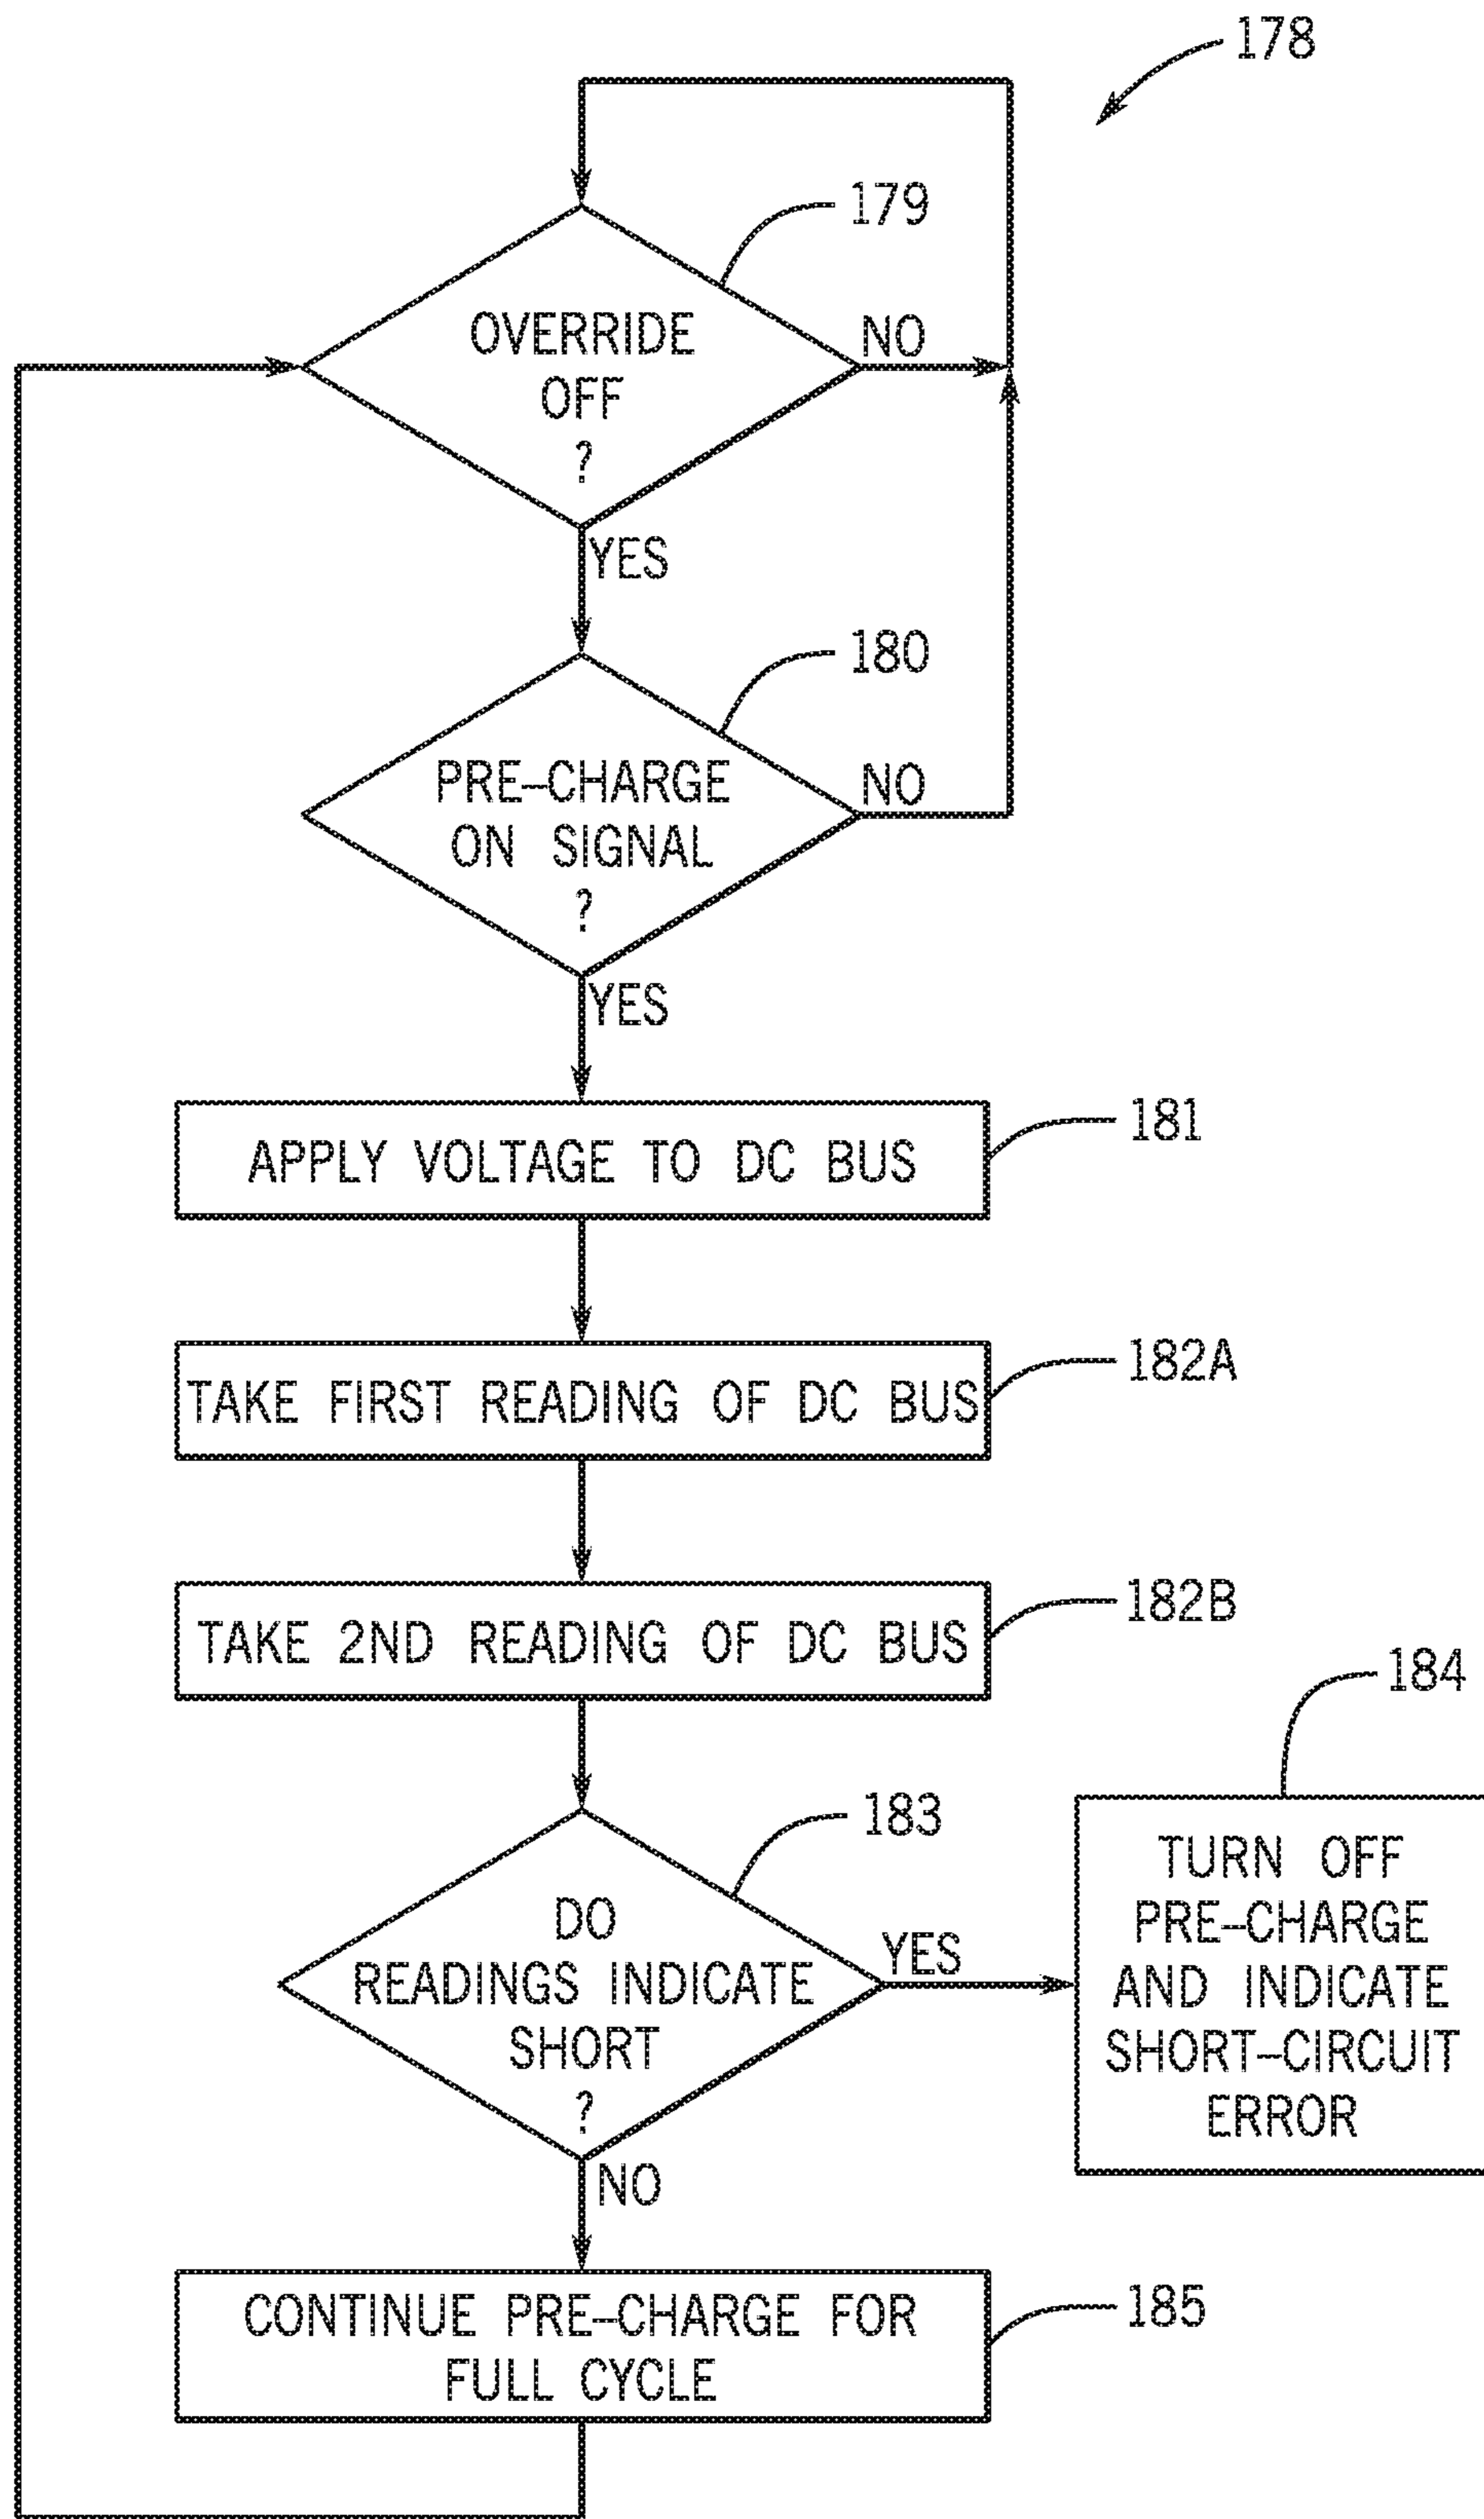 178
179
OVERRIDE
OFF
?
NO
YES
180
PRE-CHARGE
ON SIGNAL
?
NO
YES
181
APPLY VOLTAGE TO DC BUS
182A
TAKE FIRST READING OF DC BUS
182B
TAKE 2ND READING OF DC BUS
184
183
DO
READINGS INDICATE
SHORT
?
YES
TURN OFF
PRE-CHARGE
AND INDICATE
SHORT-CIRCUIT
ERROR
NO
185
CONTINUE PRE-CHARGE FOR
FULL CYCLE